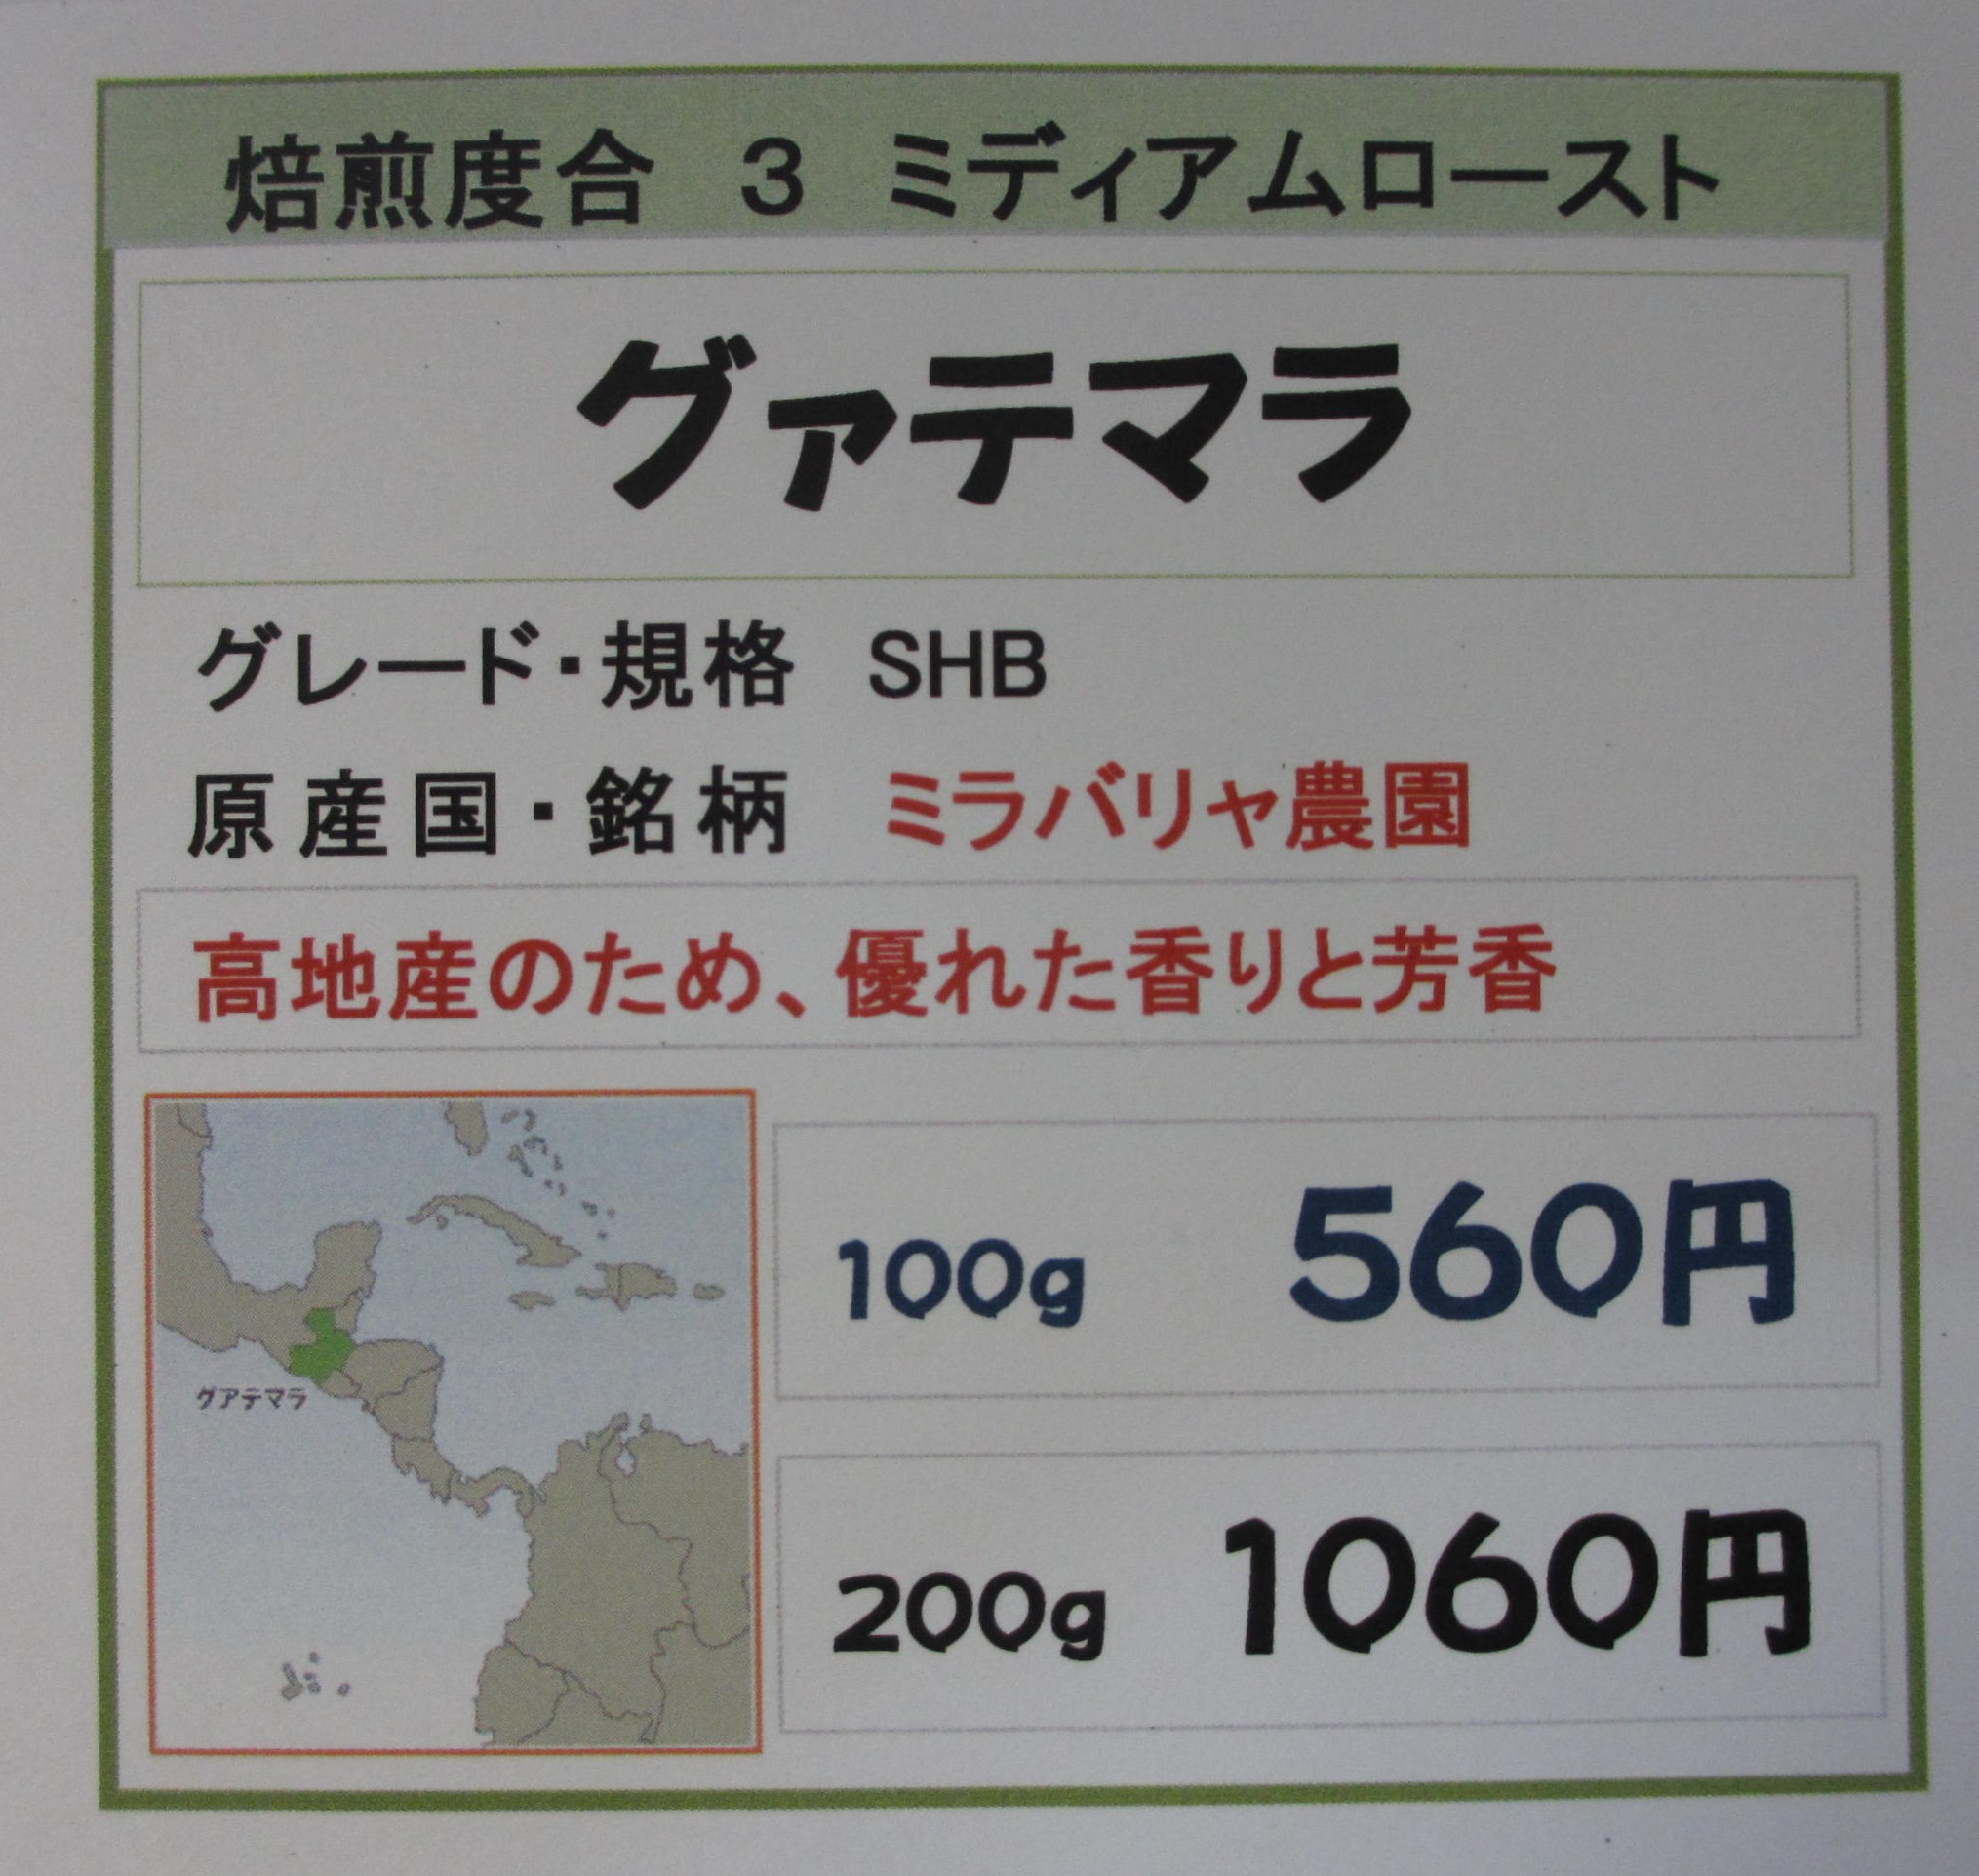 焙煎度合　3　ミディアムロースト
グァテマラ
グレード・規格　SHB
原産国・銘柄　ミラバリャ農園
高地産のため、優れた香りと芳香
グアテマラ
100g　560円
200g　1060円